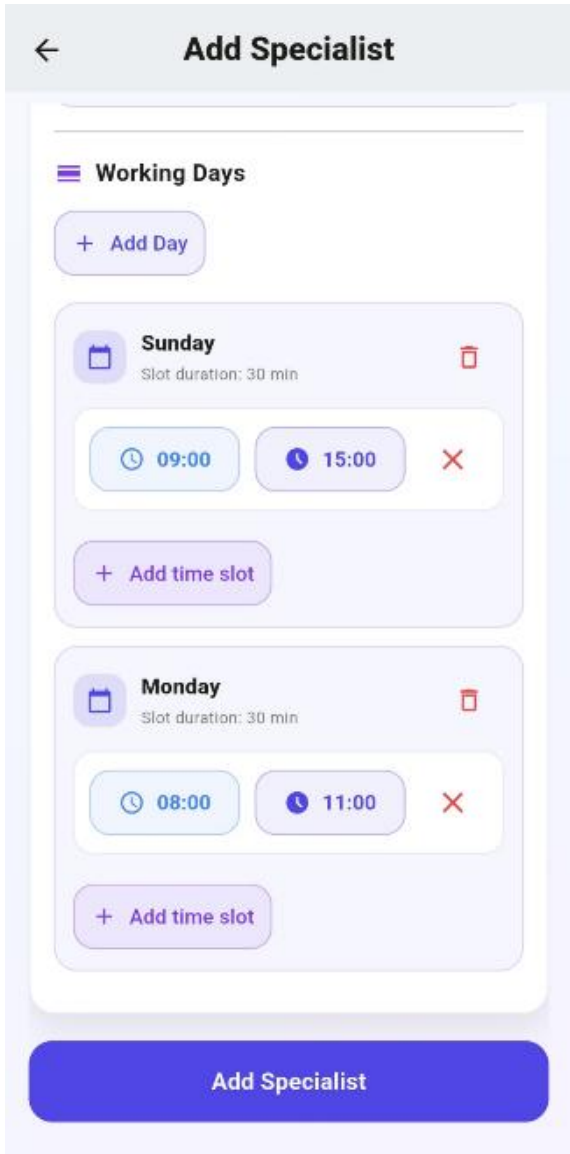 Add Specialist
Working Days
+ Add Day
Sunday
Slot duration: 30 min
09:00 15:00
+ Add time slot
Monday
Slot duration: 30 min
08:00 11:00
+ Add time slot
Add Specialist